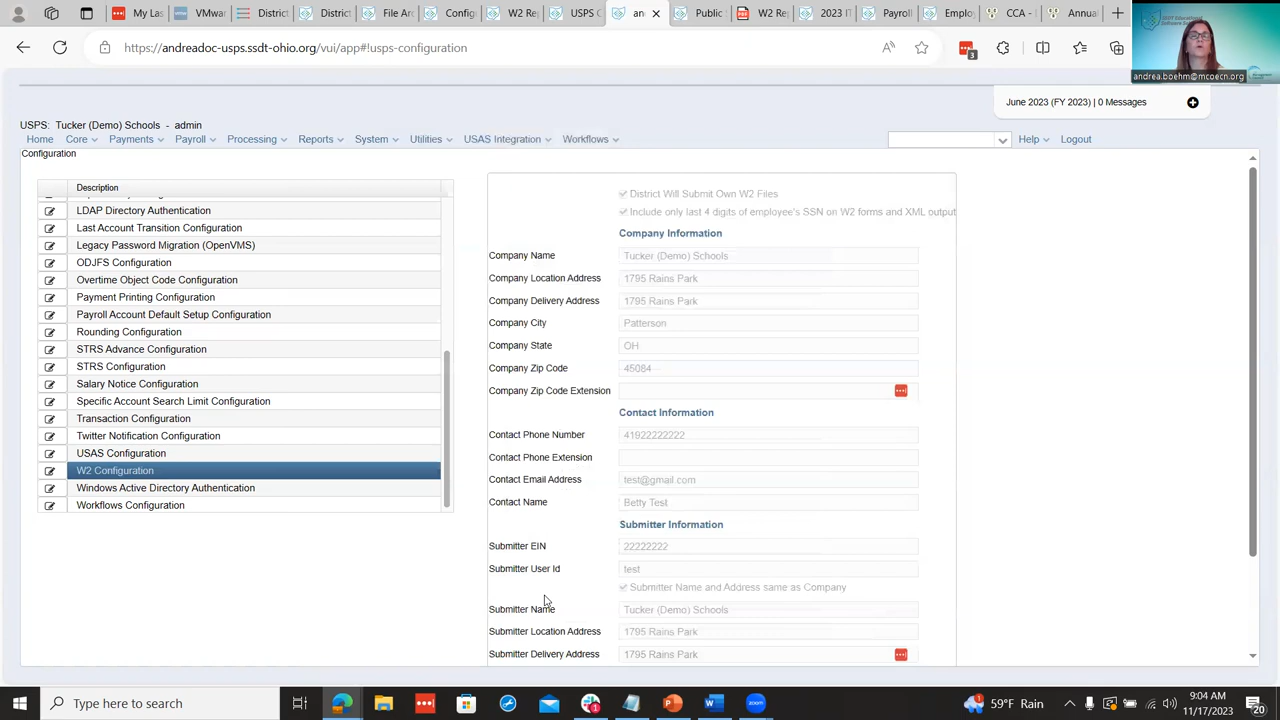 My Las
VMwar
District
District
Fire Arc
Config
W2 Rep
USPS C
and
Public
W2 Rep
2023 IT
Payroll
Employ
CCA -
Annua
https://andreadoc-usps.ssdt-ohio.org/vui/app#!usps-configuration
3
andrea.boehm@mcoecn.org
June 2023 (FY 2023) | 0 Messages
USPS: Tucker (Demo) Schools - admin
Home Core Payments Payroll Processing Reports System Utilities USAS Integration Workflows Help Logout
Configuration
Description
LDAP Directory Authentication
Last Account Transition Configuration
Legacy Password Migration (OpenVMS)
ODJFS Configuration
Overtime Object Code Configuration
Payment Printing Configuration
Payroll Account Default Setup Configuration
Rounding Configuration
STRS Advance Configuration
STRS Configuration
Salary Notice Configuration
Specific Account Search Limit Configuration
Transaction Configuration
Twitter Notification Configuration
USAS Configuration
W2 Configuration
Windows Active Directory Authentication
Workflows Configuration
District Will Submit Own W2 Files
Include only last 4 digits of employee's SSN on W2 forms and XML output
Company Information
Company Name Tucker (Demo) Schools
Company Location Address 1795 Rains Park
Company Delivery Address 1795 Rains Park
Company City Patterson
Company State OH
Company Zip Code 45084
Company Zip Code Extension
Contact Information
Contact Phone Number 41922222222
Contact Phone Extension
Contact Email Address test@gmail.com
Contact Name Betty Test
Submitter Information
Submitter EIN 22222222
Submitter User Id test
Submitter Name and Address same as Company
Submitter Name Tucker (Demo) Schools
Submitter Location Address 1795 Rains Park
Submitter Delivery Address 1795 Rains Park
Type here to search
1
59°F Rain
9:04 AM
11/17/2023
20